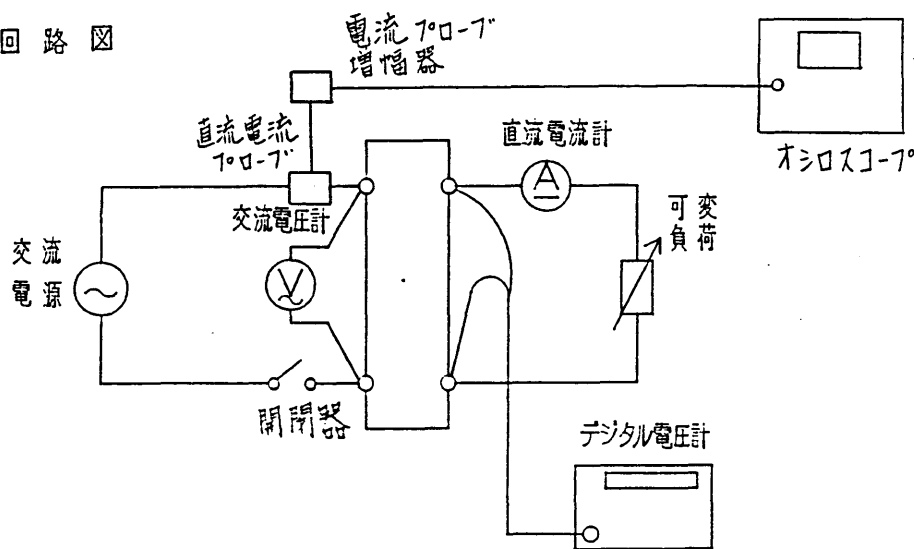 回路図
電流プローブ
増幅器
直流電流
プローブ
直流電流計
オシロスコープ
交流電圧計
A
可変
負荷
交流
電源
V
開閉器
デジタル電圧計